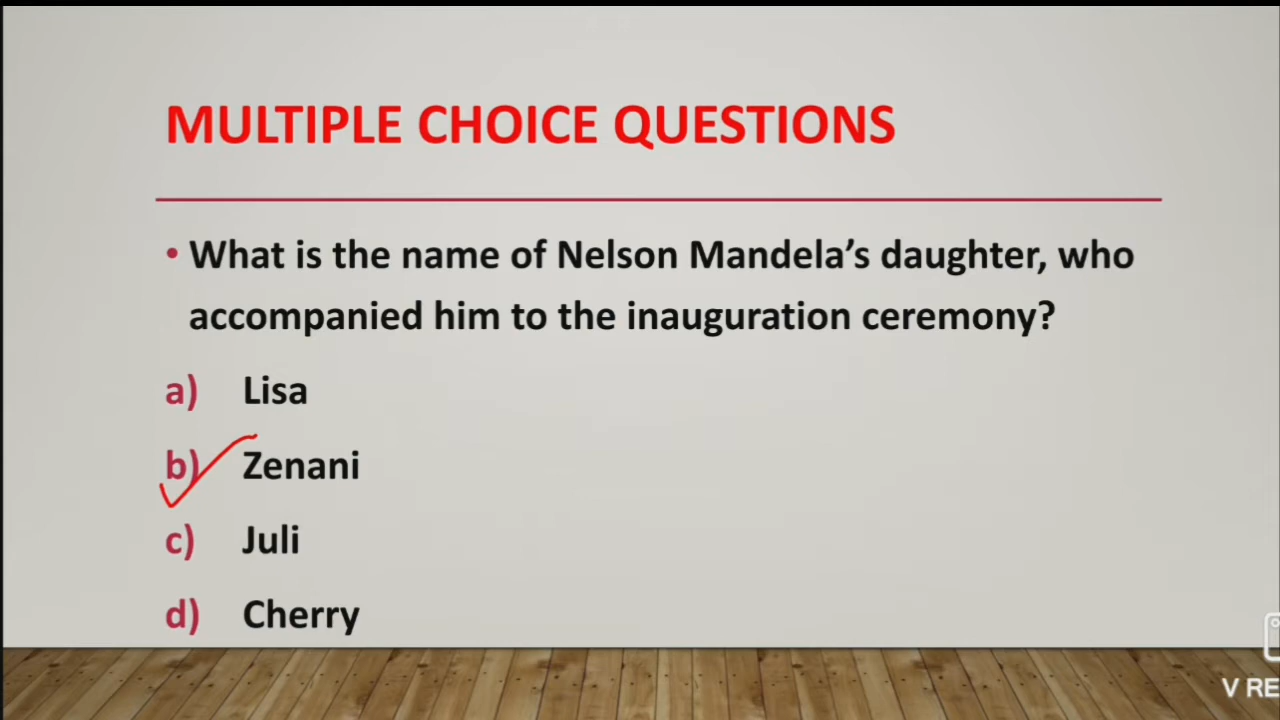 MULTIPLE CHOICE QUESTIONS
• What is the name of Nelson Mandela’s daughter, who
accompanied him to the inauguration ceremony?
a) Lisa
b) Zenani
c) Juli
d) Cherry
V RE